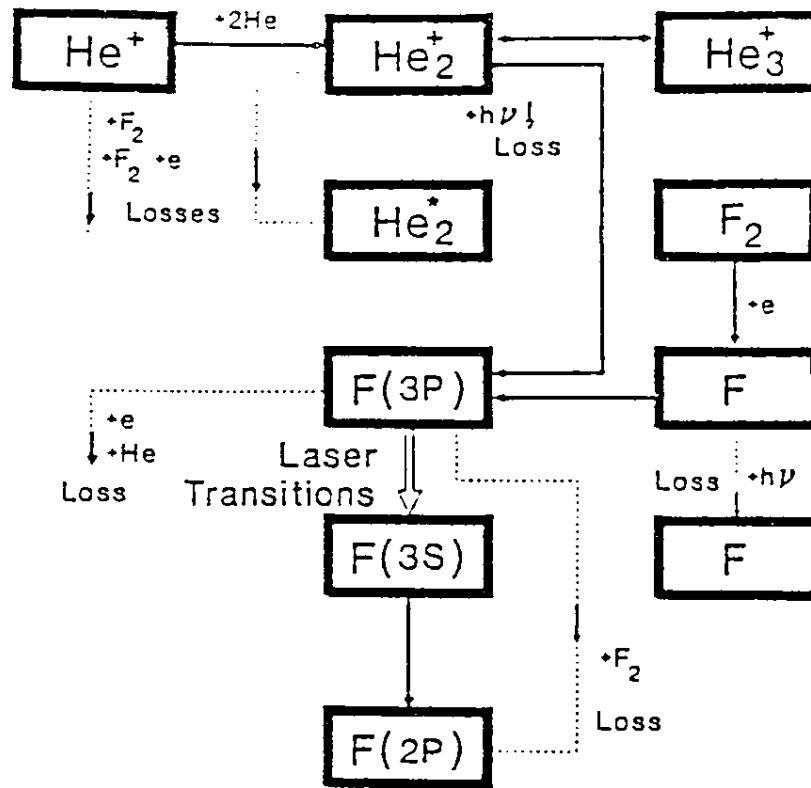 He⁺
+2He
He₂⁺
He₃⁺
+F₂
+F₂ +e
Losses
+hν
Loss
He₂*
F₂
+e
F(3P)
F
+e
+He
Loss
Laser
Transitions
Loss
+hν
F(3S)
F
+F₂
Loss
F(2P)